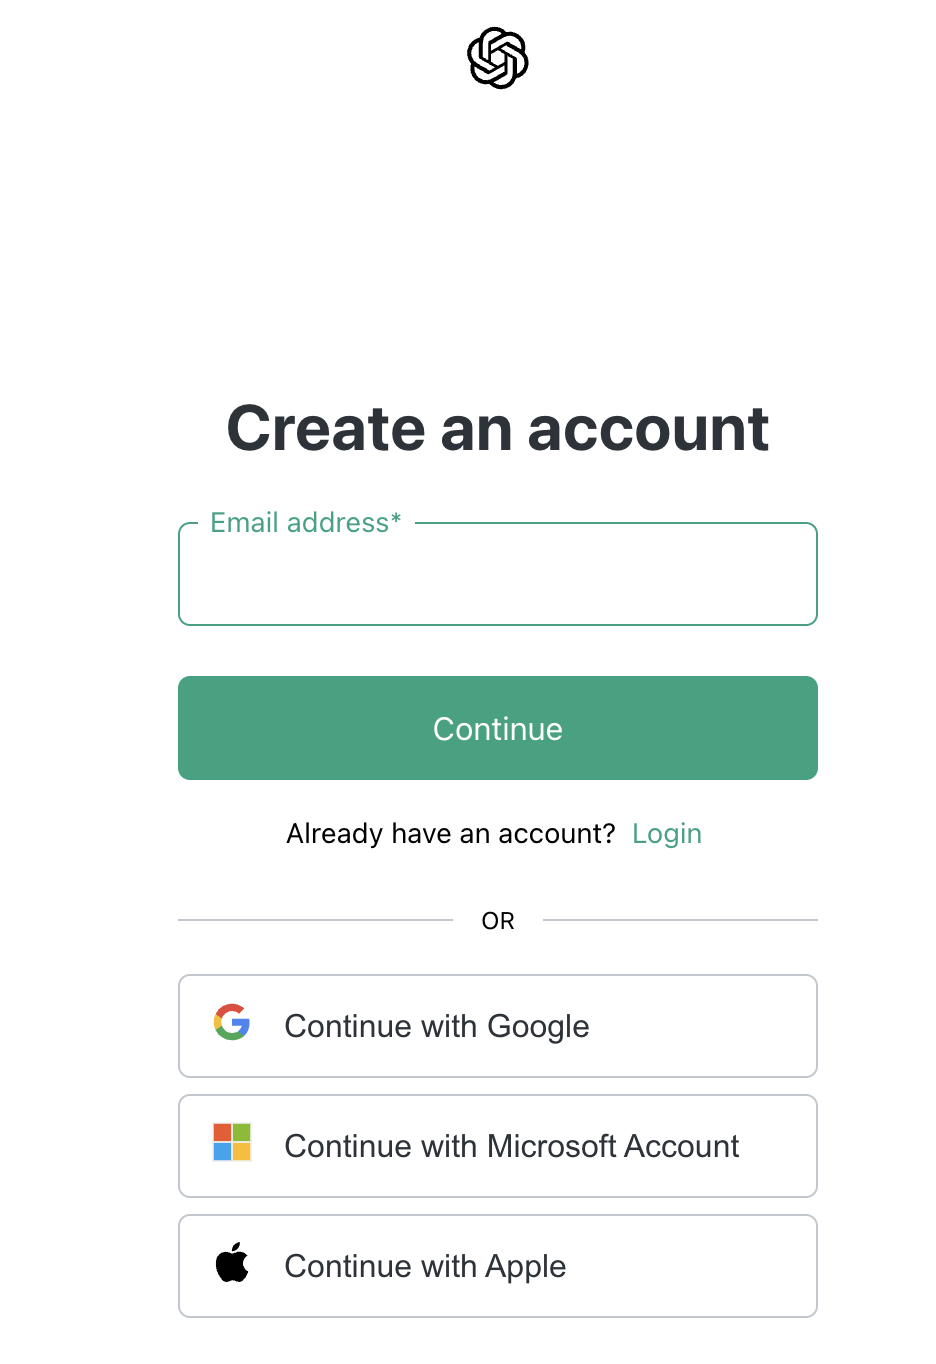 Create an account
Email address*
Continue
Already have an account? Login
OR
Continue with Google
Continue with Microsoft Account
Continue with Apple